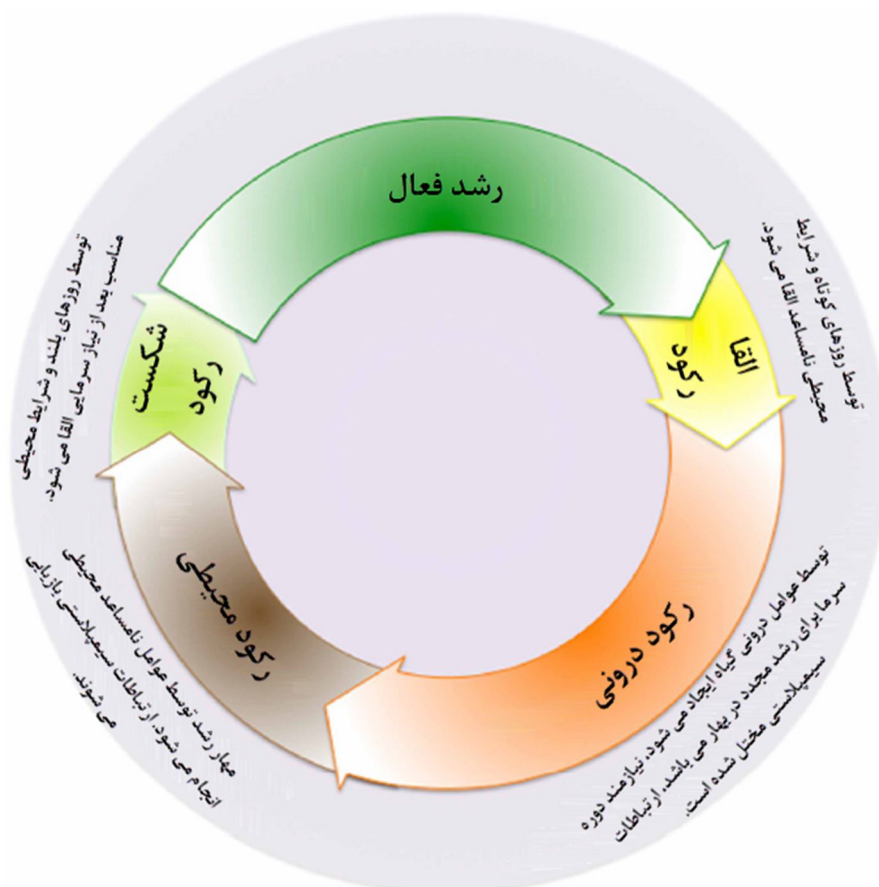 رشد فعال
القا
رکود
توسط روزهای کوتاه و شرایط
محیطی نامساعد القا می شود.
رکود درونی
توسط عوامل درونی گیاه ایجاد می شود. نیازمند دوره
سرما برای رشد مجدد در بهار می باشد. ارتباطات
سیمپلاستی مختل شده است.
رکود محیطی
مهار رشد توسط عوامل نامساعد محیطی
انجام می شود. ارتباطات سیمپلاستی بازیابی
می شوند.
شکست
رکود
توسط روزهای بلند و شرایط محیطی
مناسب بعد از نیاز سرمایی القا می شود.